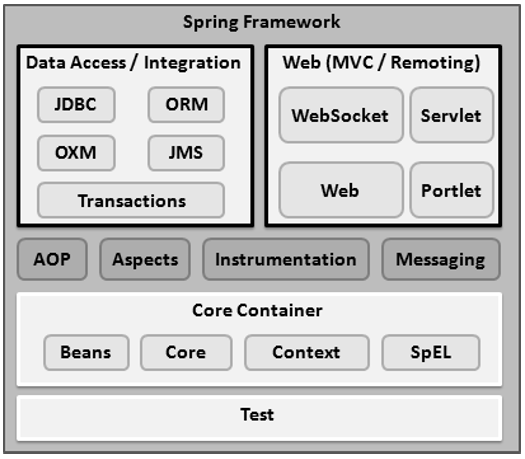 Spring Framework
Data Access / Integration
JDBC
ORM
OXM
JMS
Transactions
Web (MVC / Remoting)
WebSocket
Servlet
Web
Portlet
AOP
Aspects
Instrumentation
Messaging
Core Container
Beans
Core
Context
SpEL
Test